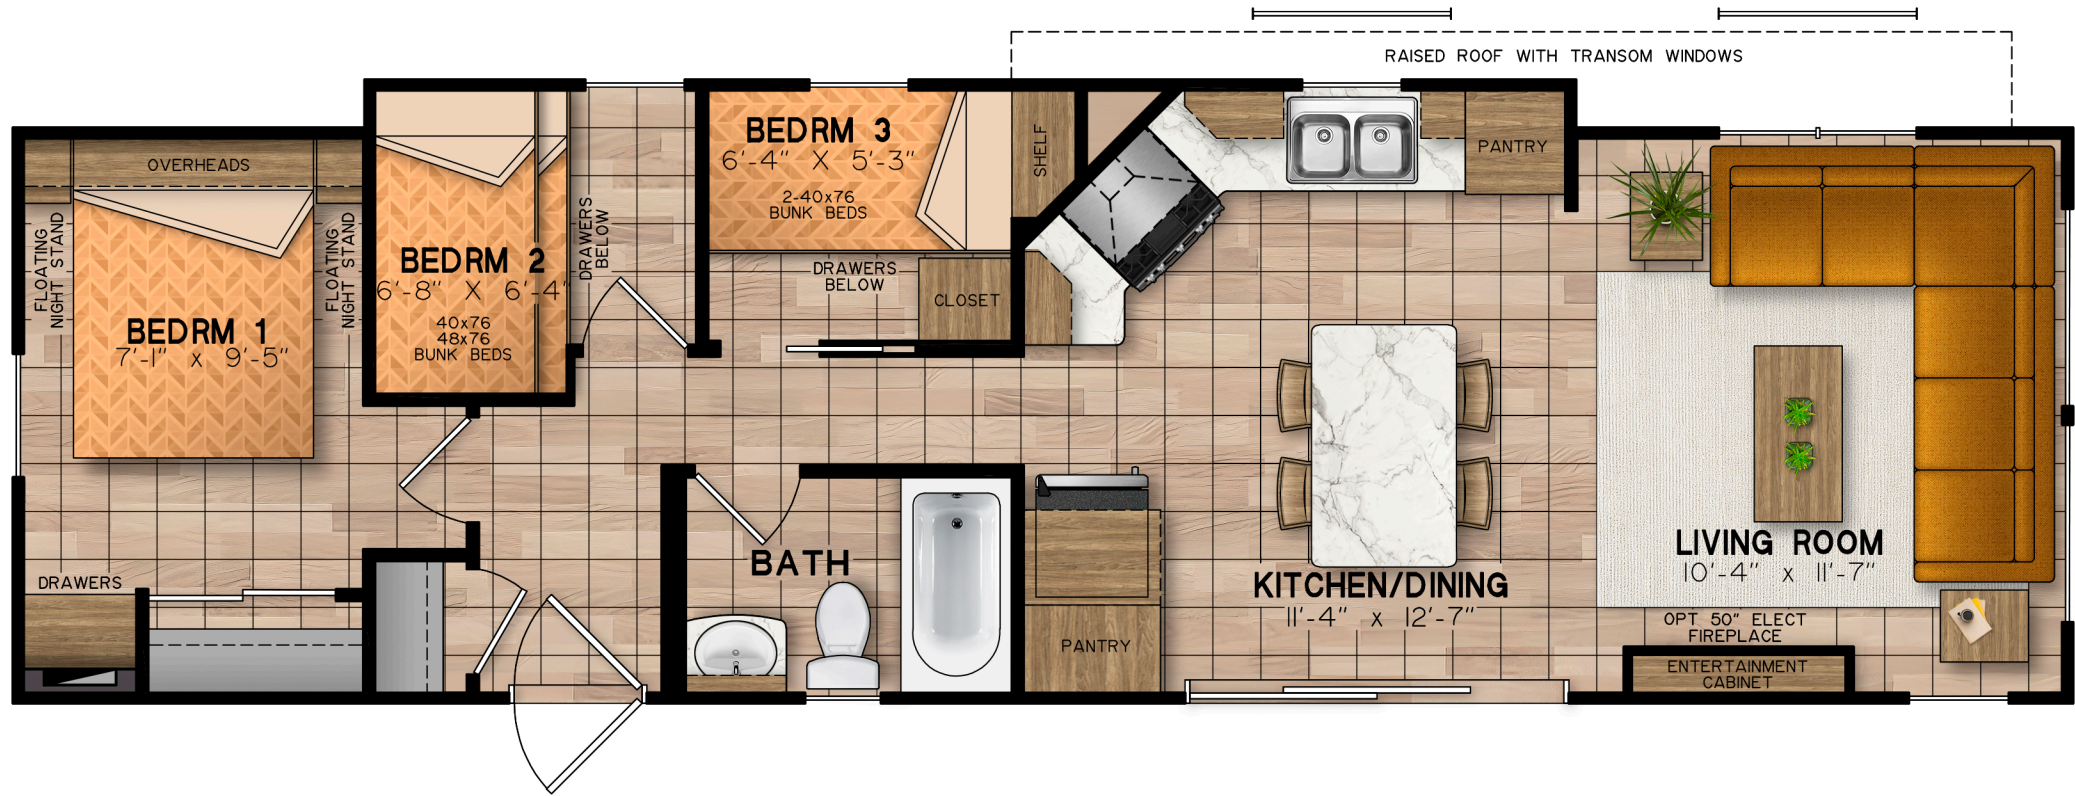 RAISED ROOF WITH TRANSOM WINDOWS
OVERHEADS
FLOATING
NIGHT STAND
FLOATING
NIGHT STAND
BEDRM 1
7'-1" x 9'-5"
DRAWERS
BEDRM 2
6'-8" X 6'-4"
40x76
48x76
BUNK BEDS
DRAWERS
BELOW
BEDRM 3
6'-4" X 5'-3"
2-40x76
BUNK BEDS
SHELF
DRAWERS
BELOW
CLOSET
PANTRY
BATH
PANTRY
KITCHEN/DINING
11'-4" x 12'-7"
LIVING ROOM
10'-4" x 11'-7"
OPT 50" ELECT
FIREPLACE
ENTERTAINMENT
CABINET